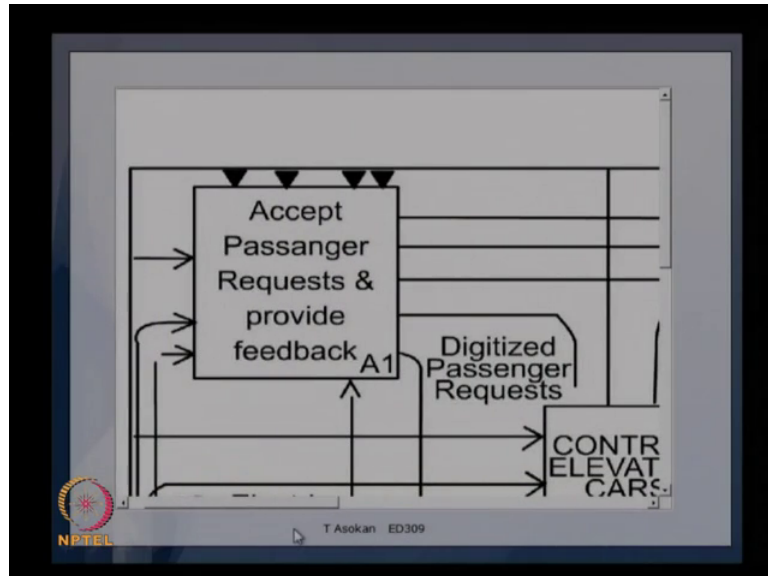 Accept
Passanger
Requests &
provide
feedback
A1
Digitized
Passenger
Requests
CONTR
ELEVAT
CARS
T Asokan ED309
NPTEL